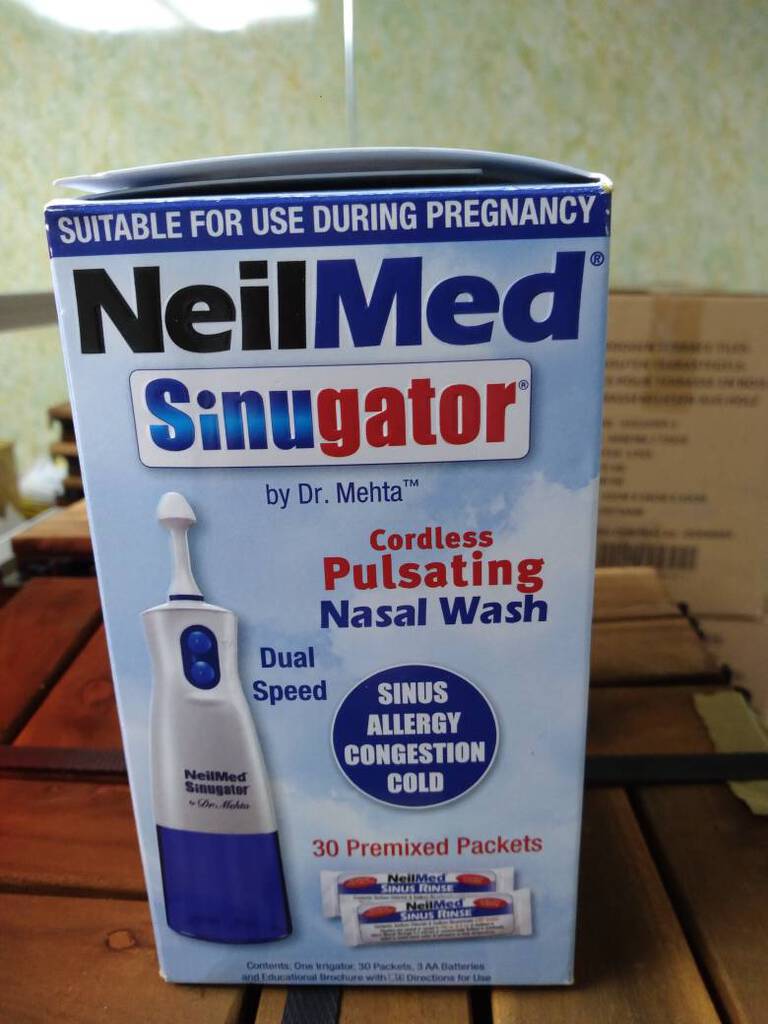 SUITABLE FOR USE DURING PREGNANCY
NeilMed®
Sinugator®
by Dr. Mehta™
Cordless
Pulsating
Nasal Wash
Dual
Speed
SINUS
ALLERGY
CONGESTION
COLD
NeilMed®
Sinugator®
by Dr. Mehta
30 Premixed Packets
NeilMed
SINUS RINSE
NeilMed
SINUS RINSE
Contents: One Irrigator, 30 Packets, 3 AA Batteries
and Educational Brochure with Directions for Use